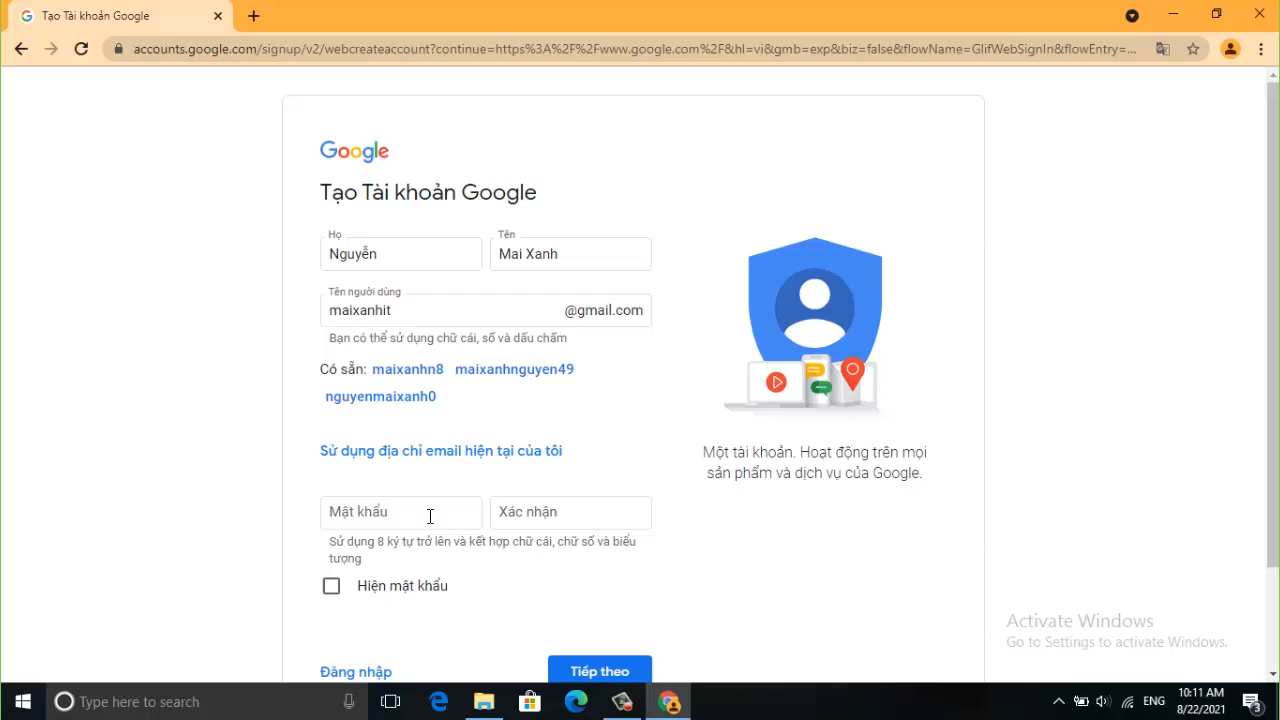 Tạo Tài khoản Google
accounts.google.com/signup/v2/webcreateaccount?continue=https%3A%2F%2Fwww.google.com%2F&hl=vi&gmb=exp&biz=false&flowName=GlifWebSignIn&flowEntry=...
Google
Tạo Tài khoản Google
Họ Tên
Nguyễn Mai Xanh
Tên người dùng
maixanhit @gmail.com
Bạn có thể sử dụng chữ cái, số và dấu chấm
Có sẵn: maixanhn8 maixanhnguyen49
nguyenmaixanh0
Sử dụng địa chỉ email hiện tại của tôi
Một tài khoản. Hoạt động trên mọi
sản phẩm và dịch vụ của Google.
Mật khẩu Xác nhận
Sử dụng 8 ký tự trở lên và kết hợp chữ cái, chữ số và biểu
tượng
Hiện mật khẩu
Đăng nhập Tiếp theo
Activate Windows
Go to Settings to activate Windows.
Type here to search
ENG
10:11 AM
8/22/2021
3